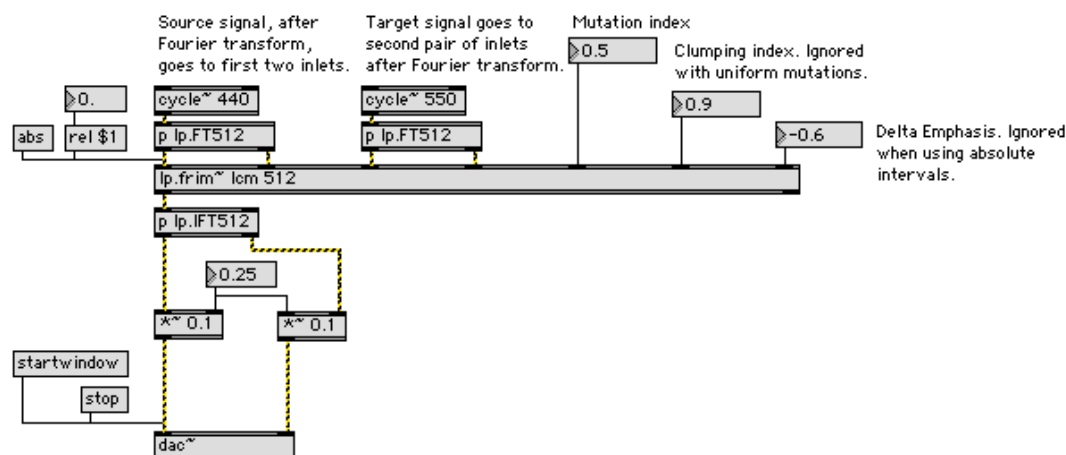 Source signal, after
Fourier transform,
goes to first two inlets.
Target signal goes to
second pair of inlets
after Fourier transform.
Mutation index
0.5
Clumping index. Ignored
with uniform mutations.
0.9
0.
cycle~ 440
cycle~ 550
abs
rel $1
p lp.FT512
p lp.FT512
-0.6
Delta Emphasis. Ignored
when using absolute
intervals.
lp.frim~ lcm 512
p lp.IFT512
0.25
*~ 0.1
*~ 0.1
startwindow
stop
dac~